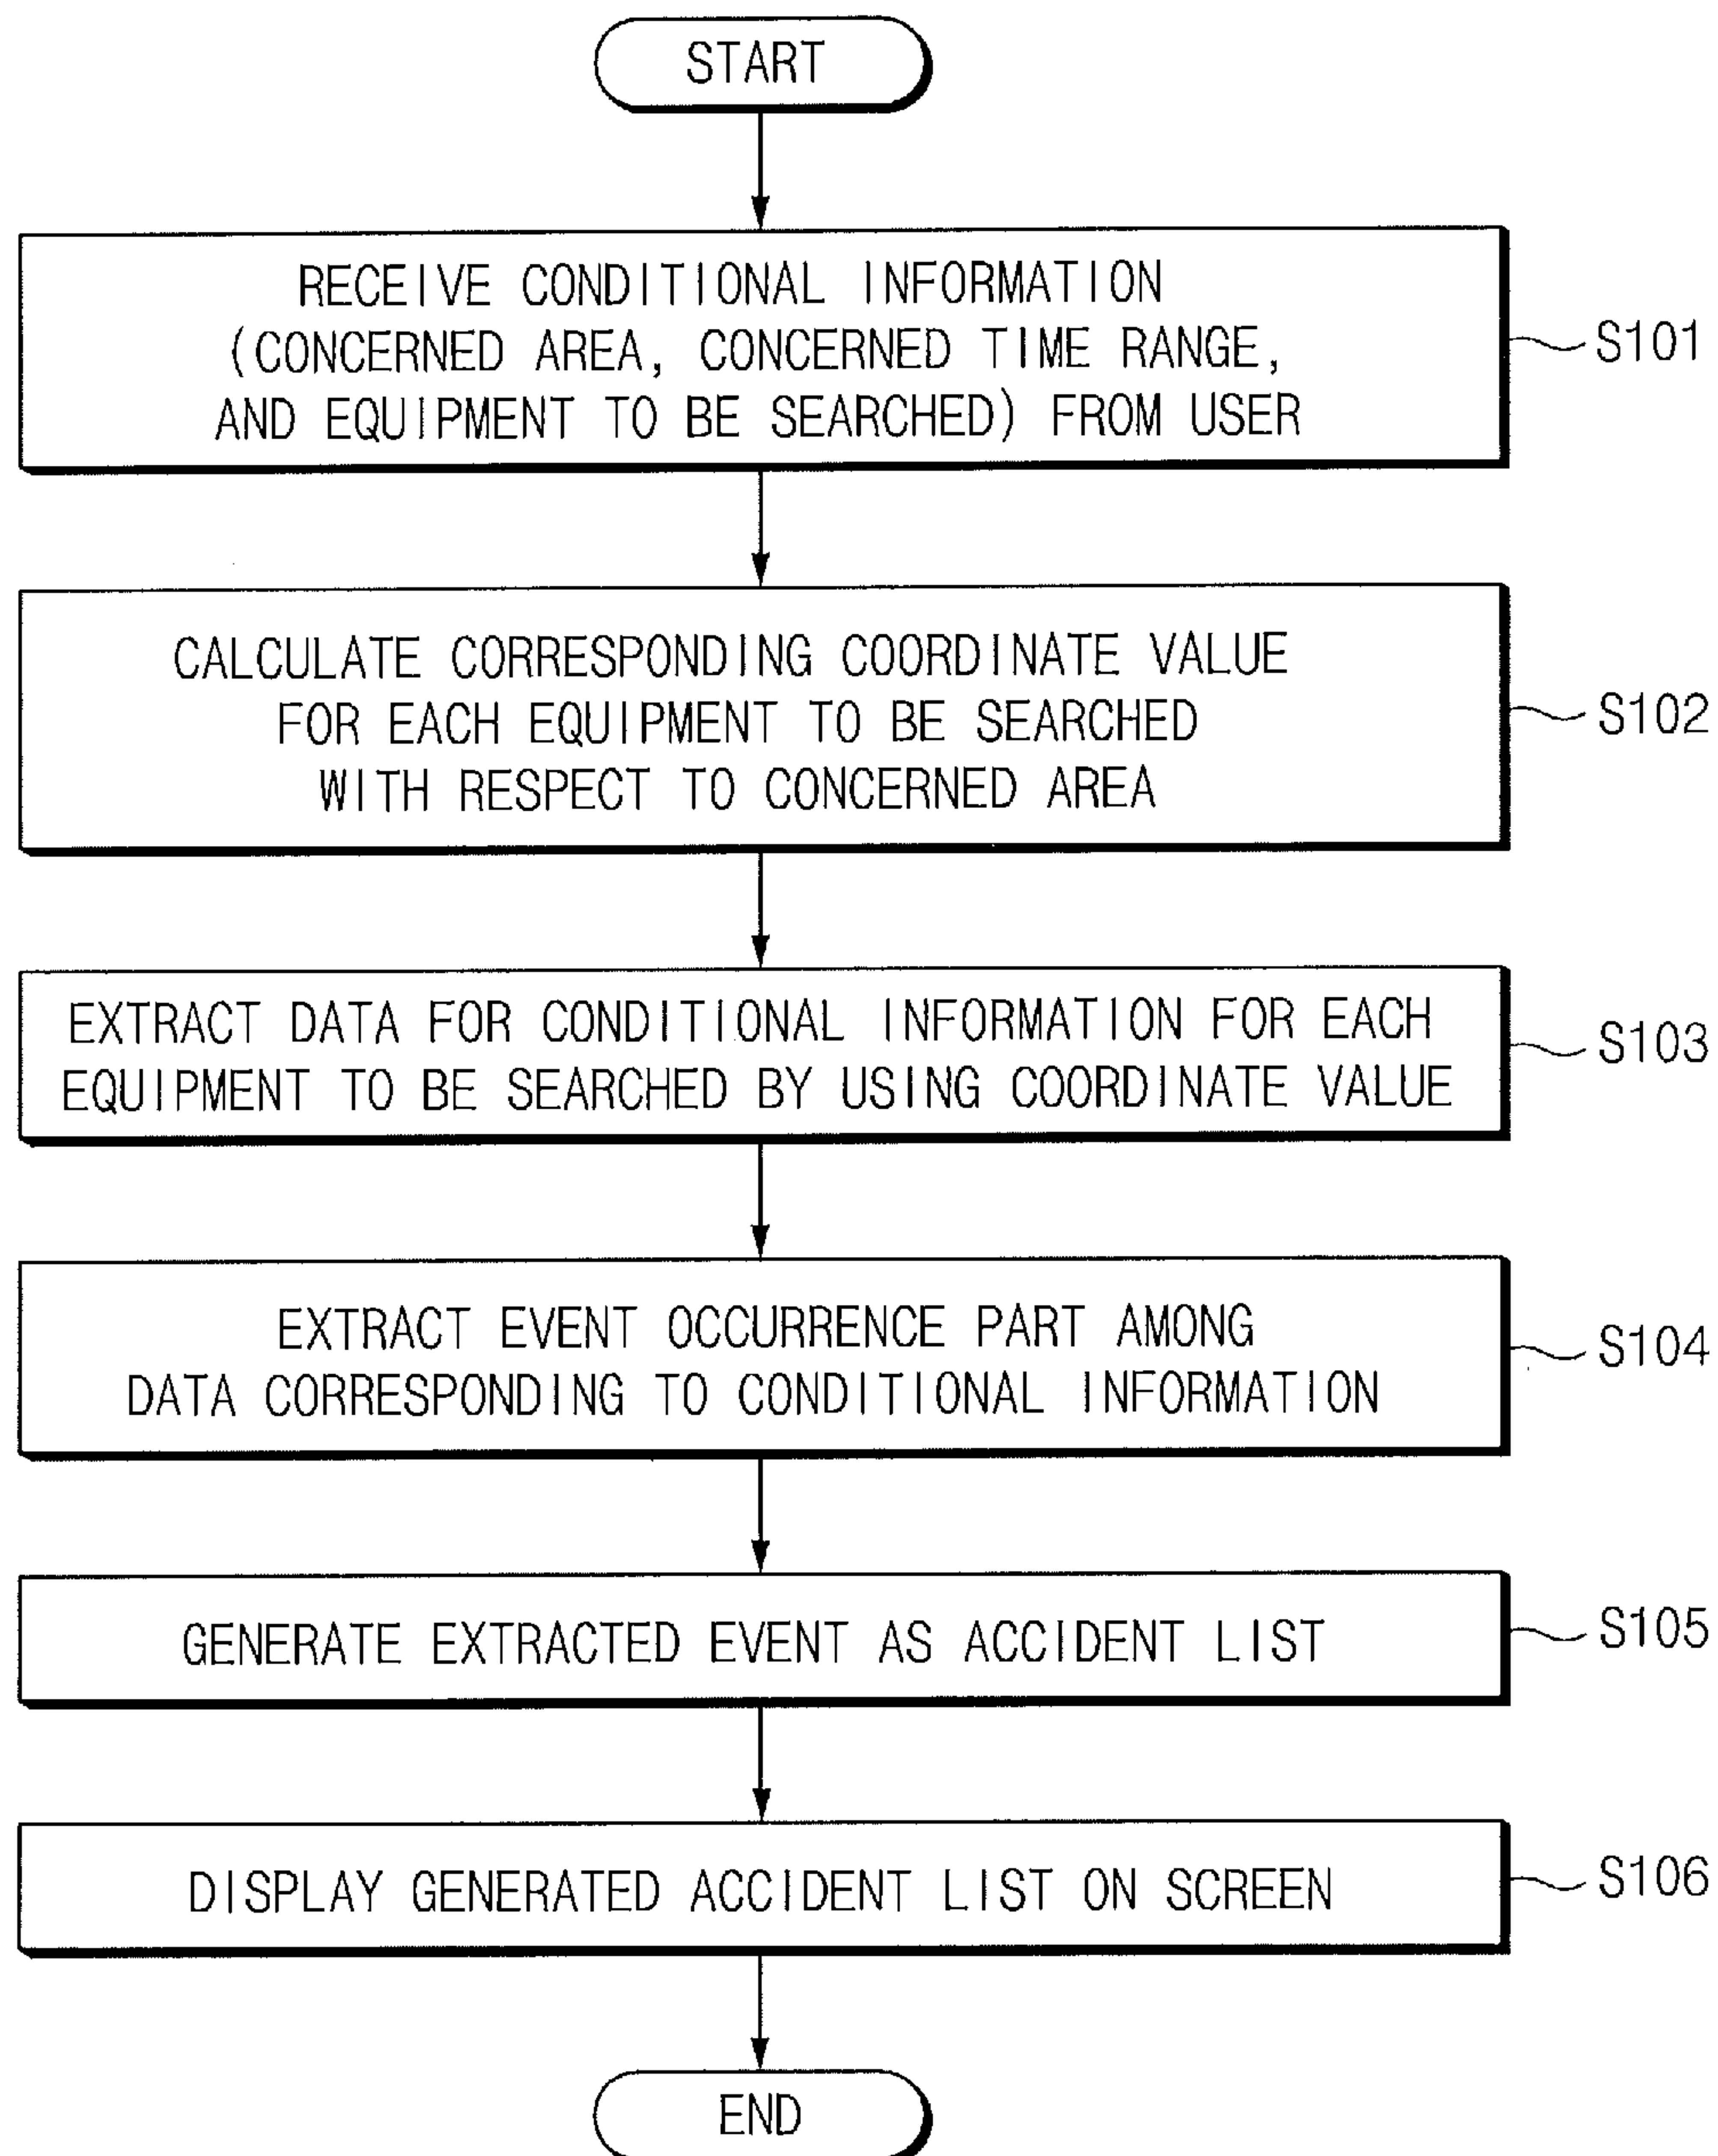 START
RECEIVE CONDITIONAL INFORMATION
(CONCERNED AREA, CONCERNED TIME RANGE,
AND EQUIPMENT TO BE SEARCHED) FROM USER
S101
CALCULATE CORRESPONDING COORDINATE VALUE
FOR EACH EQUIPMENT TO BE SEARCHED
WITH RESPECT TO CONCERNED AREA
S102
EXTRACT DATA FOR CONDITIONAL INFORMATION FOR EACH
EQUIPMENT TO BE SEARCHED BY USING COORDINATE VALUE
S103
EXTRACT EVENT OCCURRENCE PART AMONG
DATA CORRESPONDING TO CONDITIONAL INFORMATION
S104
GENERATE EXTRACTED EVENT AS ACCIDENT LIST
S105
DISPLAY GENERATED ACCIDENT LIST ON SCREEN
S106
END